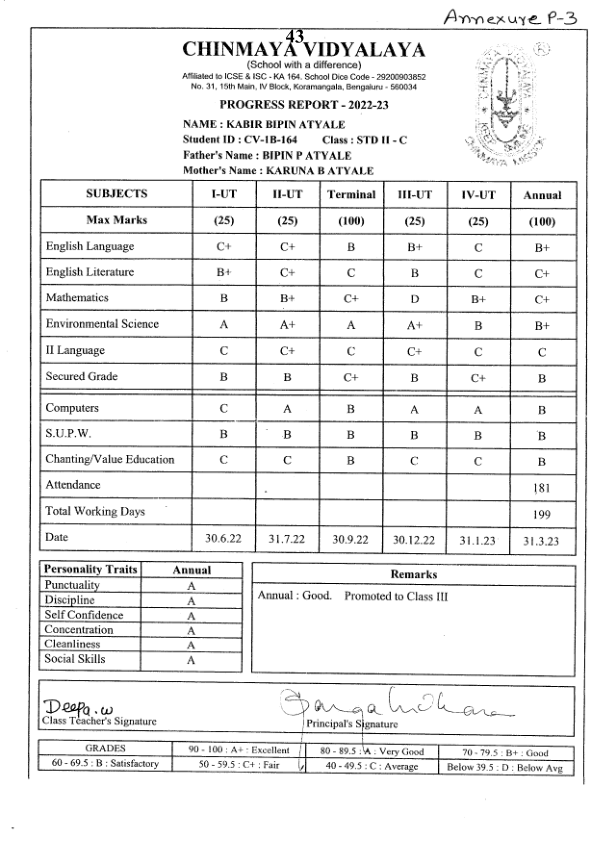 Annexure P-3
43
CHINMAYA VIDYALAYA
(School with a difference)
Affiliated to ICSE & ISC - KA 164. School Dice Code - 29200903852
No. 31, 15th Main, IV Block, Koramangala, Bengaluru - 560034
CHINMAYA VIDYALAYA
KEEP SMILING
CHINMAYA MISSION
PROGRESS REPORT - 2022-23
NAME : KABIR BIPIN ATYALE
Student ID : CV-1B-164 Class : STD II - C
Father's Name : BIPIN P ATYALE
Mother's Name : KARUNA B ATYALE
SUBJECTS I-UT II-UT Terminal III-UT IV-UT Annual
Max Marks (25) (25) (100) (25) (25) (100)
English Language C+ C+ B B+ C B+
English Literature B+ C+ C B C C+
Mathematics B B+ C+ D B+ C+
Environmental Science A A+ A A+ B B+
II Language C C+ C C+ C C
Secured Grade B B C+ B C+ B
Computers C A B A A B
S.U.P.W. B B B B B B
Chanting/Value Education C C B C C B
Attendance 181
Total Working Days 199
Date 30.6.22 31.7.22 30.9.22 30.12.22 31.1.23 31.3.23
Personality Traits Annual
Punctuality A
Discipline A
Self Confidence A
Concentration A
Cleanliness A
Social Skills A
Remarks
Annual : Good. Promoted to Class III
Deepa.w
Class Teacher's Signature
Principal's Signature
GRADES 90 - 100 : A+ : Excellent 80 - 89.5 : A : Very Good 70 - 79.5 : B+ : Good
60 - 69.5 : B : Satisfactory 50 - 59.5 : C+ : Fair 40 - 49.5 : C : Average Below 39.5 : D : Below Avg